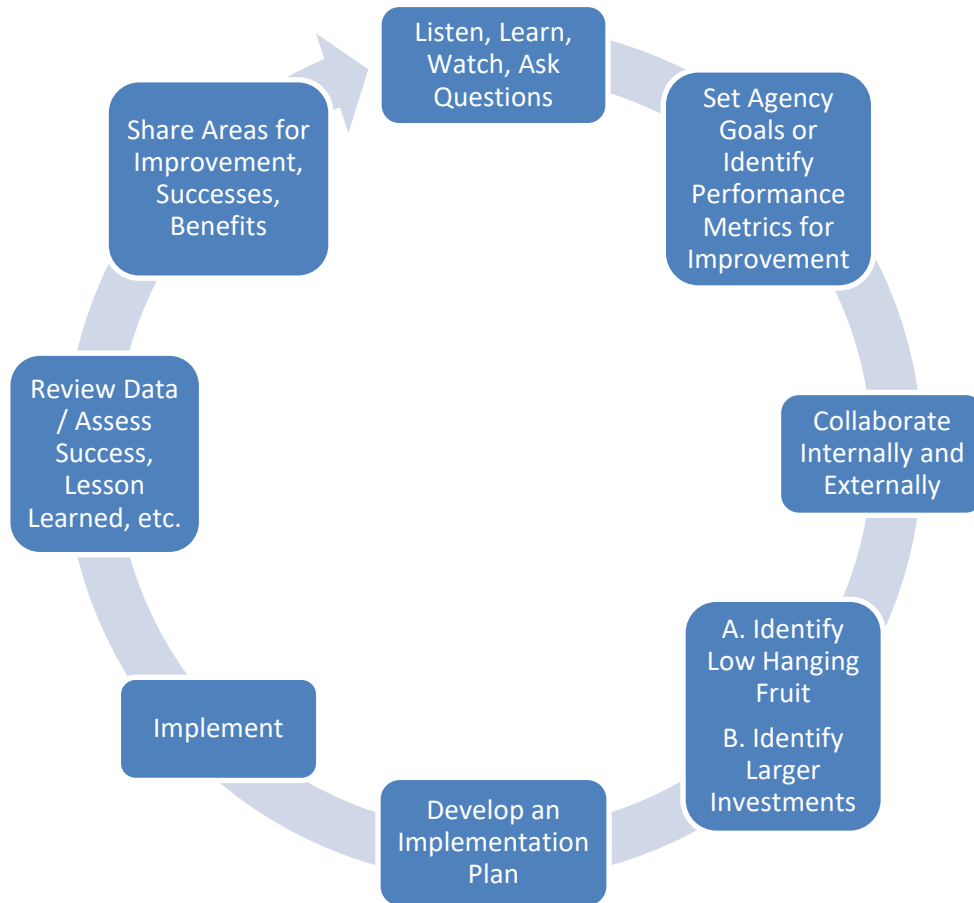 Listen, Learn,
Watch, Ask
Questions
Set Agency
Goals or
Identify
Performance
Metrics for
Improvement
Collaborate
Internally and
Externally
A. Identify
Low Hanging
Fruit
B. Identify
Larger
Investments
Develop an
Implementation
Plan
Implement
Review Data
/ Assess
Success,
Lesson
Learned, etc.
Share Areas for
Improvement,
Successes,
Benefits